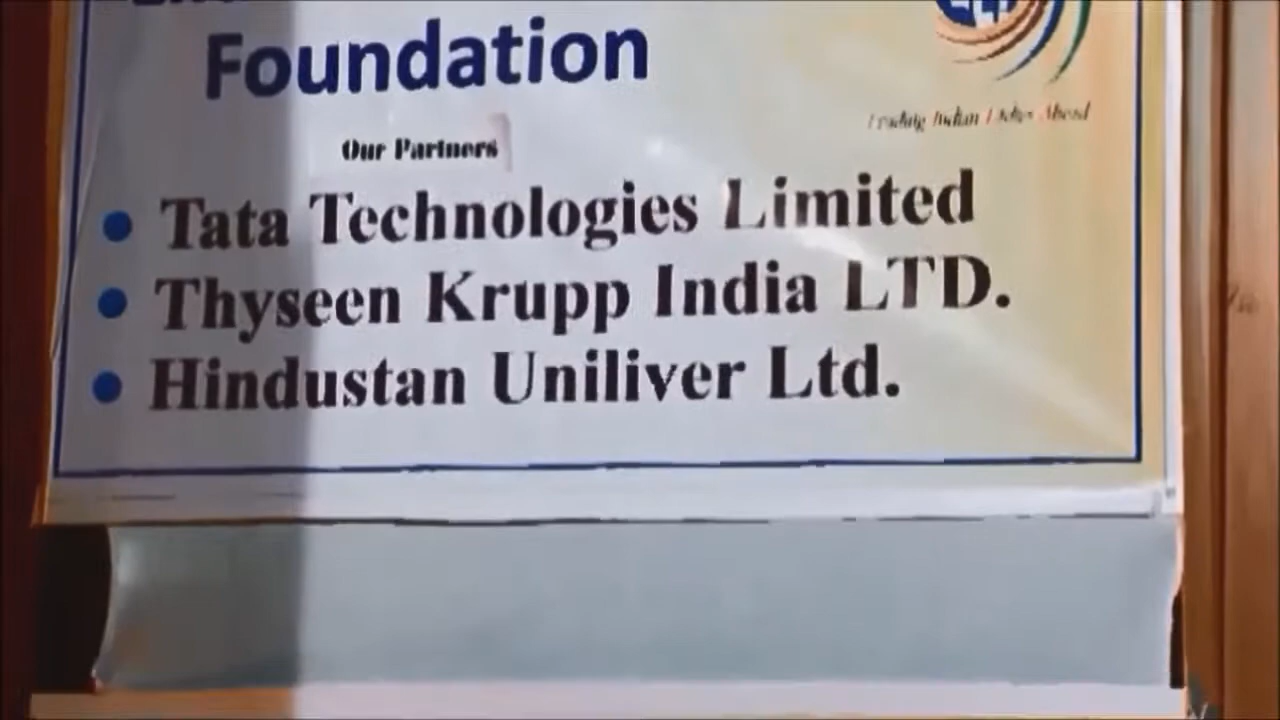 Foundation
Our Partners
• Tata Technologies Limited
• Thyseen Krupp India LTD.
• Hindustan Uniliver Ltd.